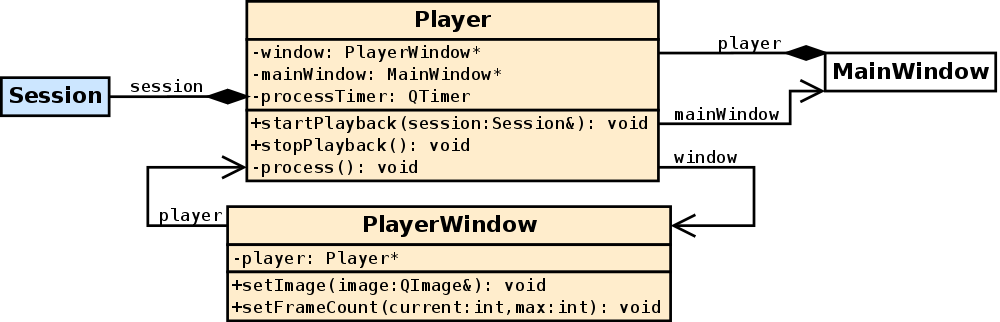 Player
-window: PlayerWindow*
-mainWindow: MainWindow*
-processTimer: QTimer
+startPlayback(session:Session&): void
+stopPlayback(): void
-process(): void
Session
session
player
MainWindow
mainWindow
window
player
PlayerWindow
-player: Player*
+setImage(image:QImage&): void
+setFrameCount(current:int,max:int): void